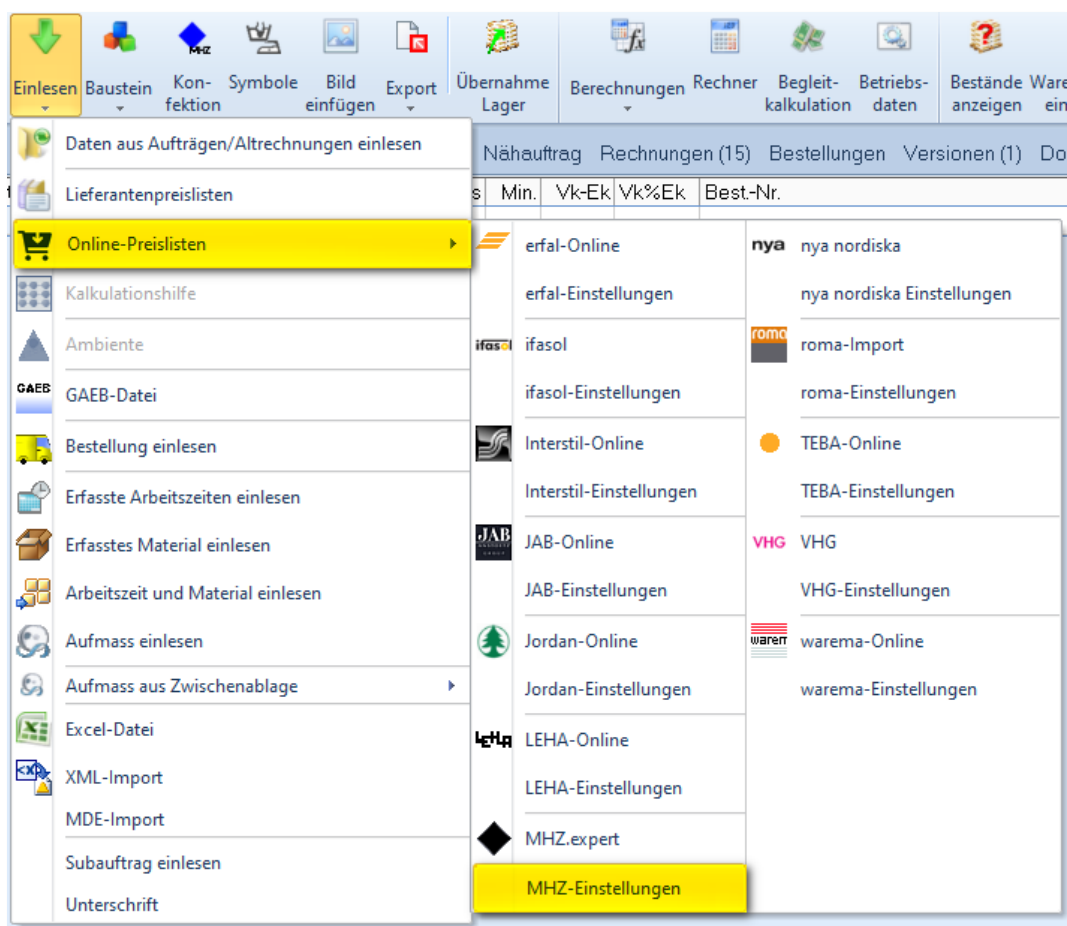 MHZ
Einlesen Baustein Kon-fektion Symbole Bild einfügen Export Übernahme Lager Berechnungen Rechner Begleit-kalkulation Betriebs-daten Bestände anzeigen
Daten aus Aufträgen/Altrechnungen einlesen
Nähauftrag Rechnungen (15) Bestellungen Versionen (1)
Lieferantenpreislisten
Min. Vk-Ek Vk%Ek Best.-Nr.
Online-Preislisten
Kalkulationshilfe
Ambiente
GAEB
GAEB-Datei
Bestellung einlesen
Erfasste Arbeitszeiten einlesen
Erfasstes Material einlesen
Arbeitszeit und Material einlesen
Aufmass einlesen
Aufmass aus Zwischenablage
Excel-Datei
XML-Import
MDE-Import
Subauftrag einlesen
Unterschrift
erfal-Online
erfal-Einstellungen
ifasol
ifasol
ifasol-Einstellungen
Interstil-Online
Interstil-Einstellungen
JAB
JAB-Online
JAB-Einstellungen
Jordan-Online
Jordan-Einstellungen
LEHA
LEHA-Online
LEHA-Einstellungen
MHZ.expert
MHZ-Einstellungen
nya
nya nordiska
nya nordiska Einstellungen
roma
roma-Import
roma-Einstellungen
TEBA-Online
TEBA-Einstellungen
VHG
VHG
VHG-Einstellungen
warema-Online
warema-Einstellungen